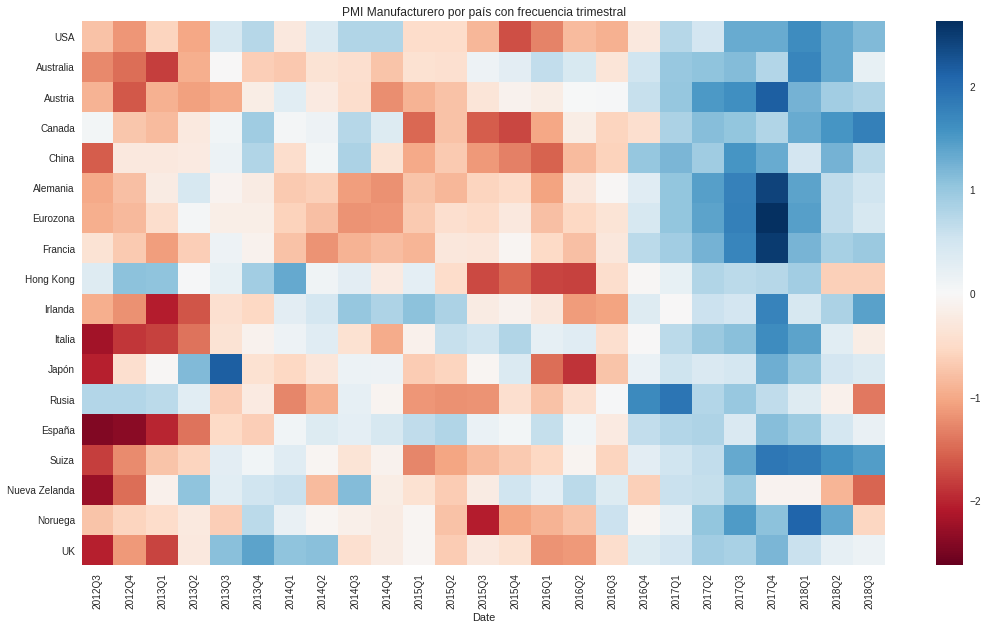 PMI Manufacturero por país con frecuencia trimestral
USA
Australia
Austria
Canada
China
Alemania
Eurozona
Francia
Hong Kong
Irlanda
Italia
Japón
Rusia
España
Suiza
Nueva Zelanda
Noruega
UK
2012Q3
2012Q4
2013Q1
2013Q2
2013Q3
2013Q4
2014Q1
2014Q2
2014Q3
2014Q4
2015Q1
2015Q2
2015Q3
2015Q4
2016Q1
2016Q2
2016Q3
2016Q4
2017Q1
2017Q2
2017Q3
2017Q4
2018Q1
2018Q2
2018Q3
Date
2
1
0
−1
−2